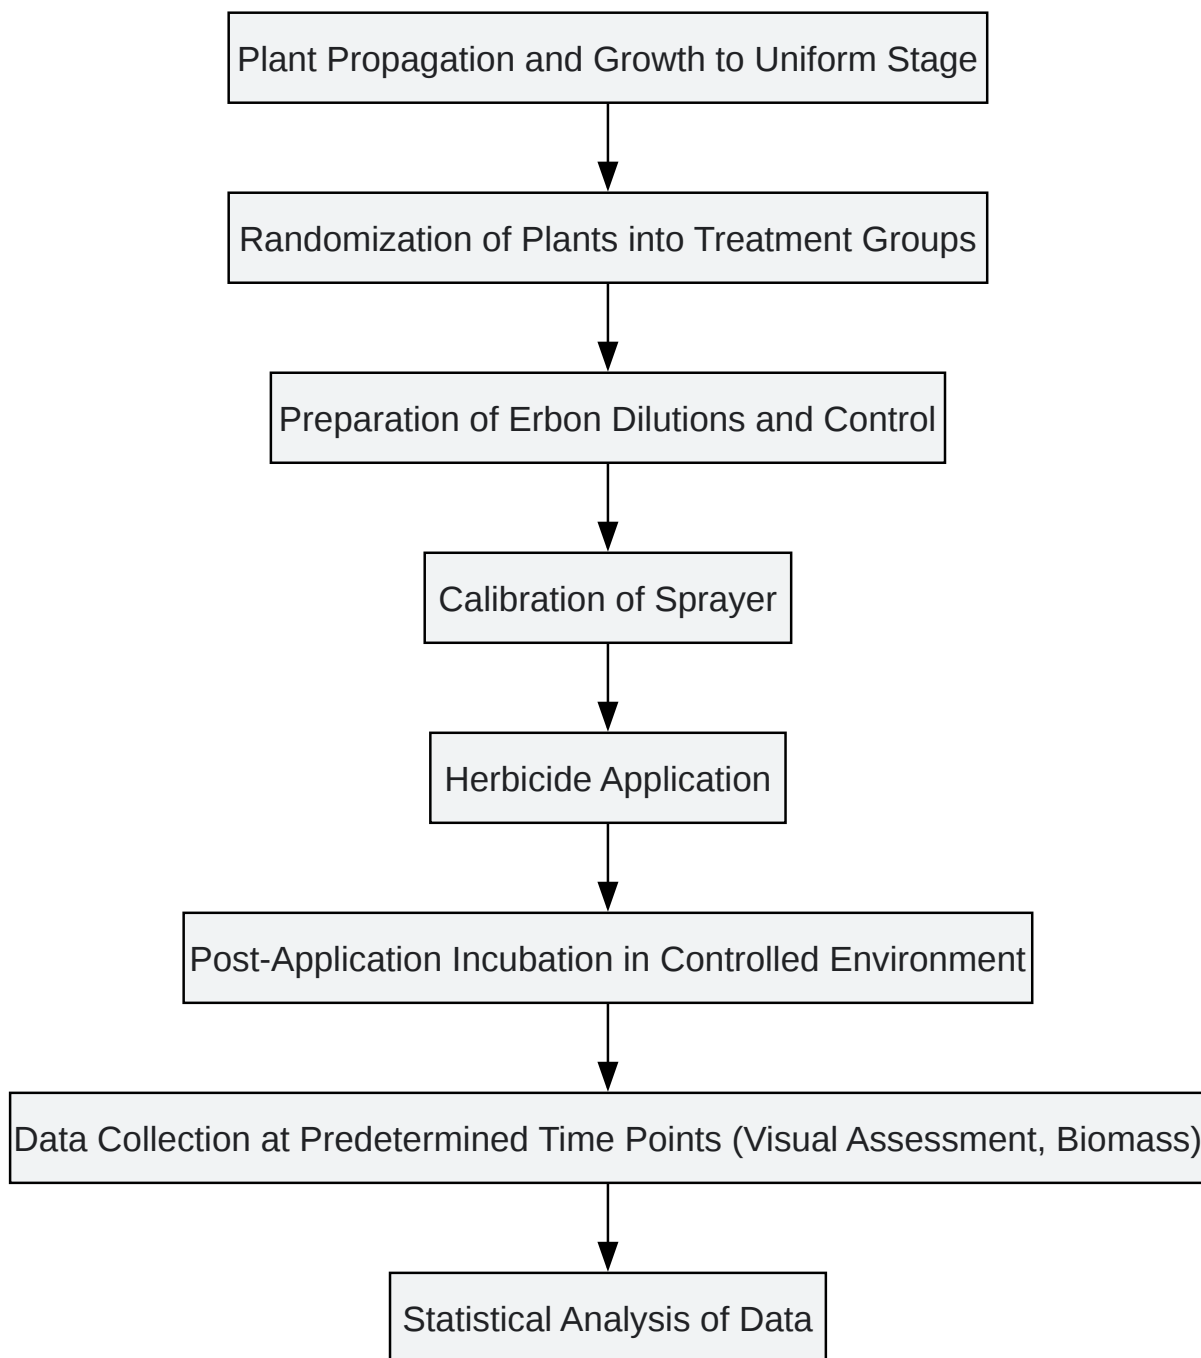 Plant Propagation and Growth to Uniform Stage
Randomization of Plants into Treatment Groups
Preparation of Erbon Dilutions and Control
Calibration of Sprayer
Herbicide Application
Post-Application Incubation in Controlled Environment
Data Collection at Predetermined Time Points (Visual Assessment, Biomass)
Statistical Analysis of Data